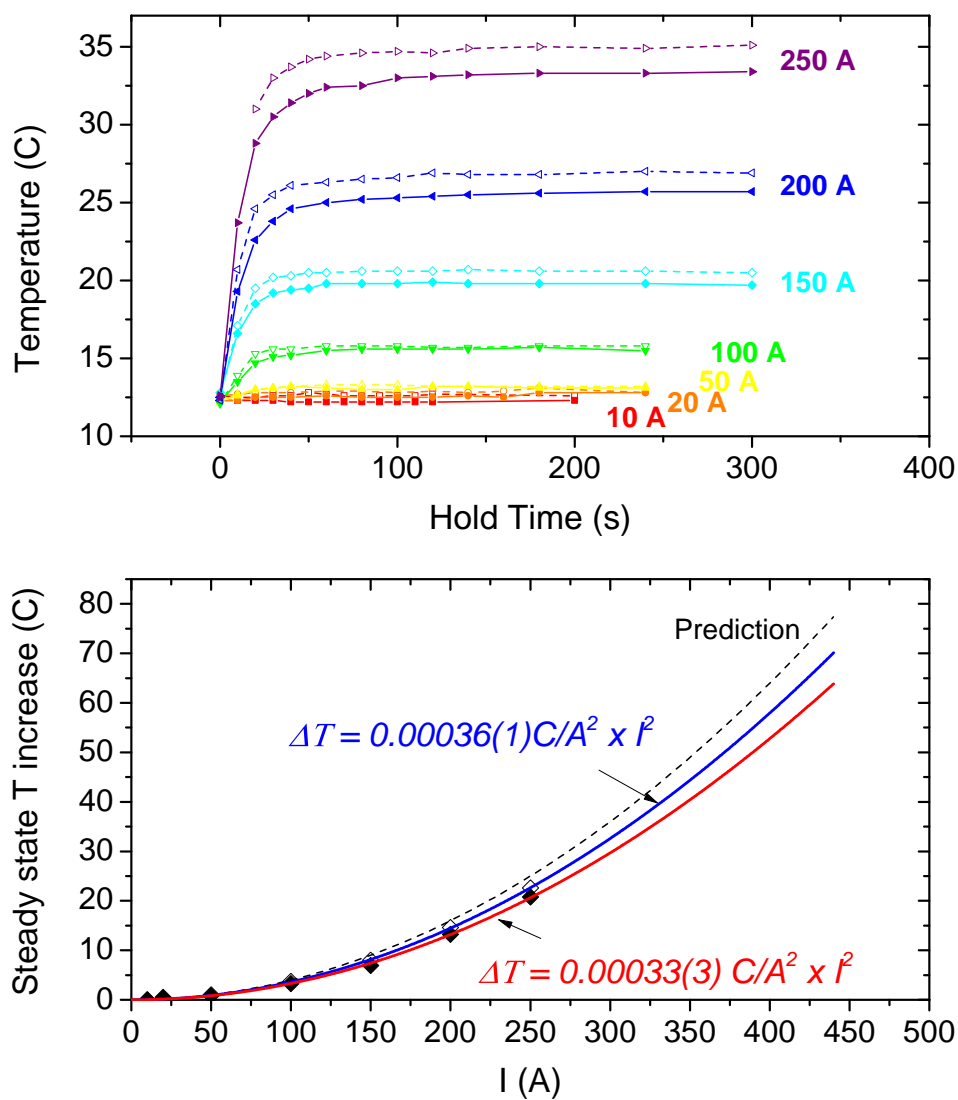 35
30
25
20
15
10
Temperature (C)
250 A
200 A
150 A
100 A
50 A
20 A
10 A
0 100 200 300 400
Hold Time (s)
80
70
60
50
40
30
20
10
0
Steady state T increase (C)
Prediction
ΔT = 0.00036(1)C/A² x I²
ΔT = 0.00033(3) C/A² x I²
0 50 100 150 200 250 300 350 400 450 500
I (A)